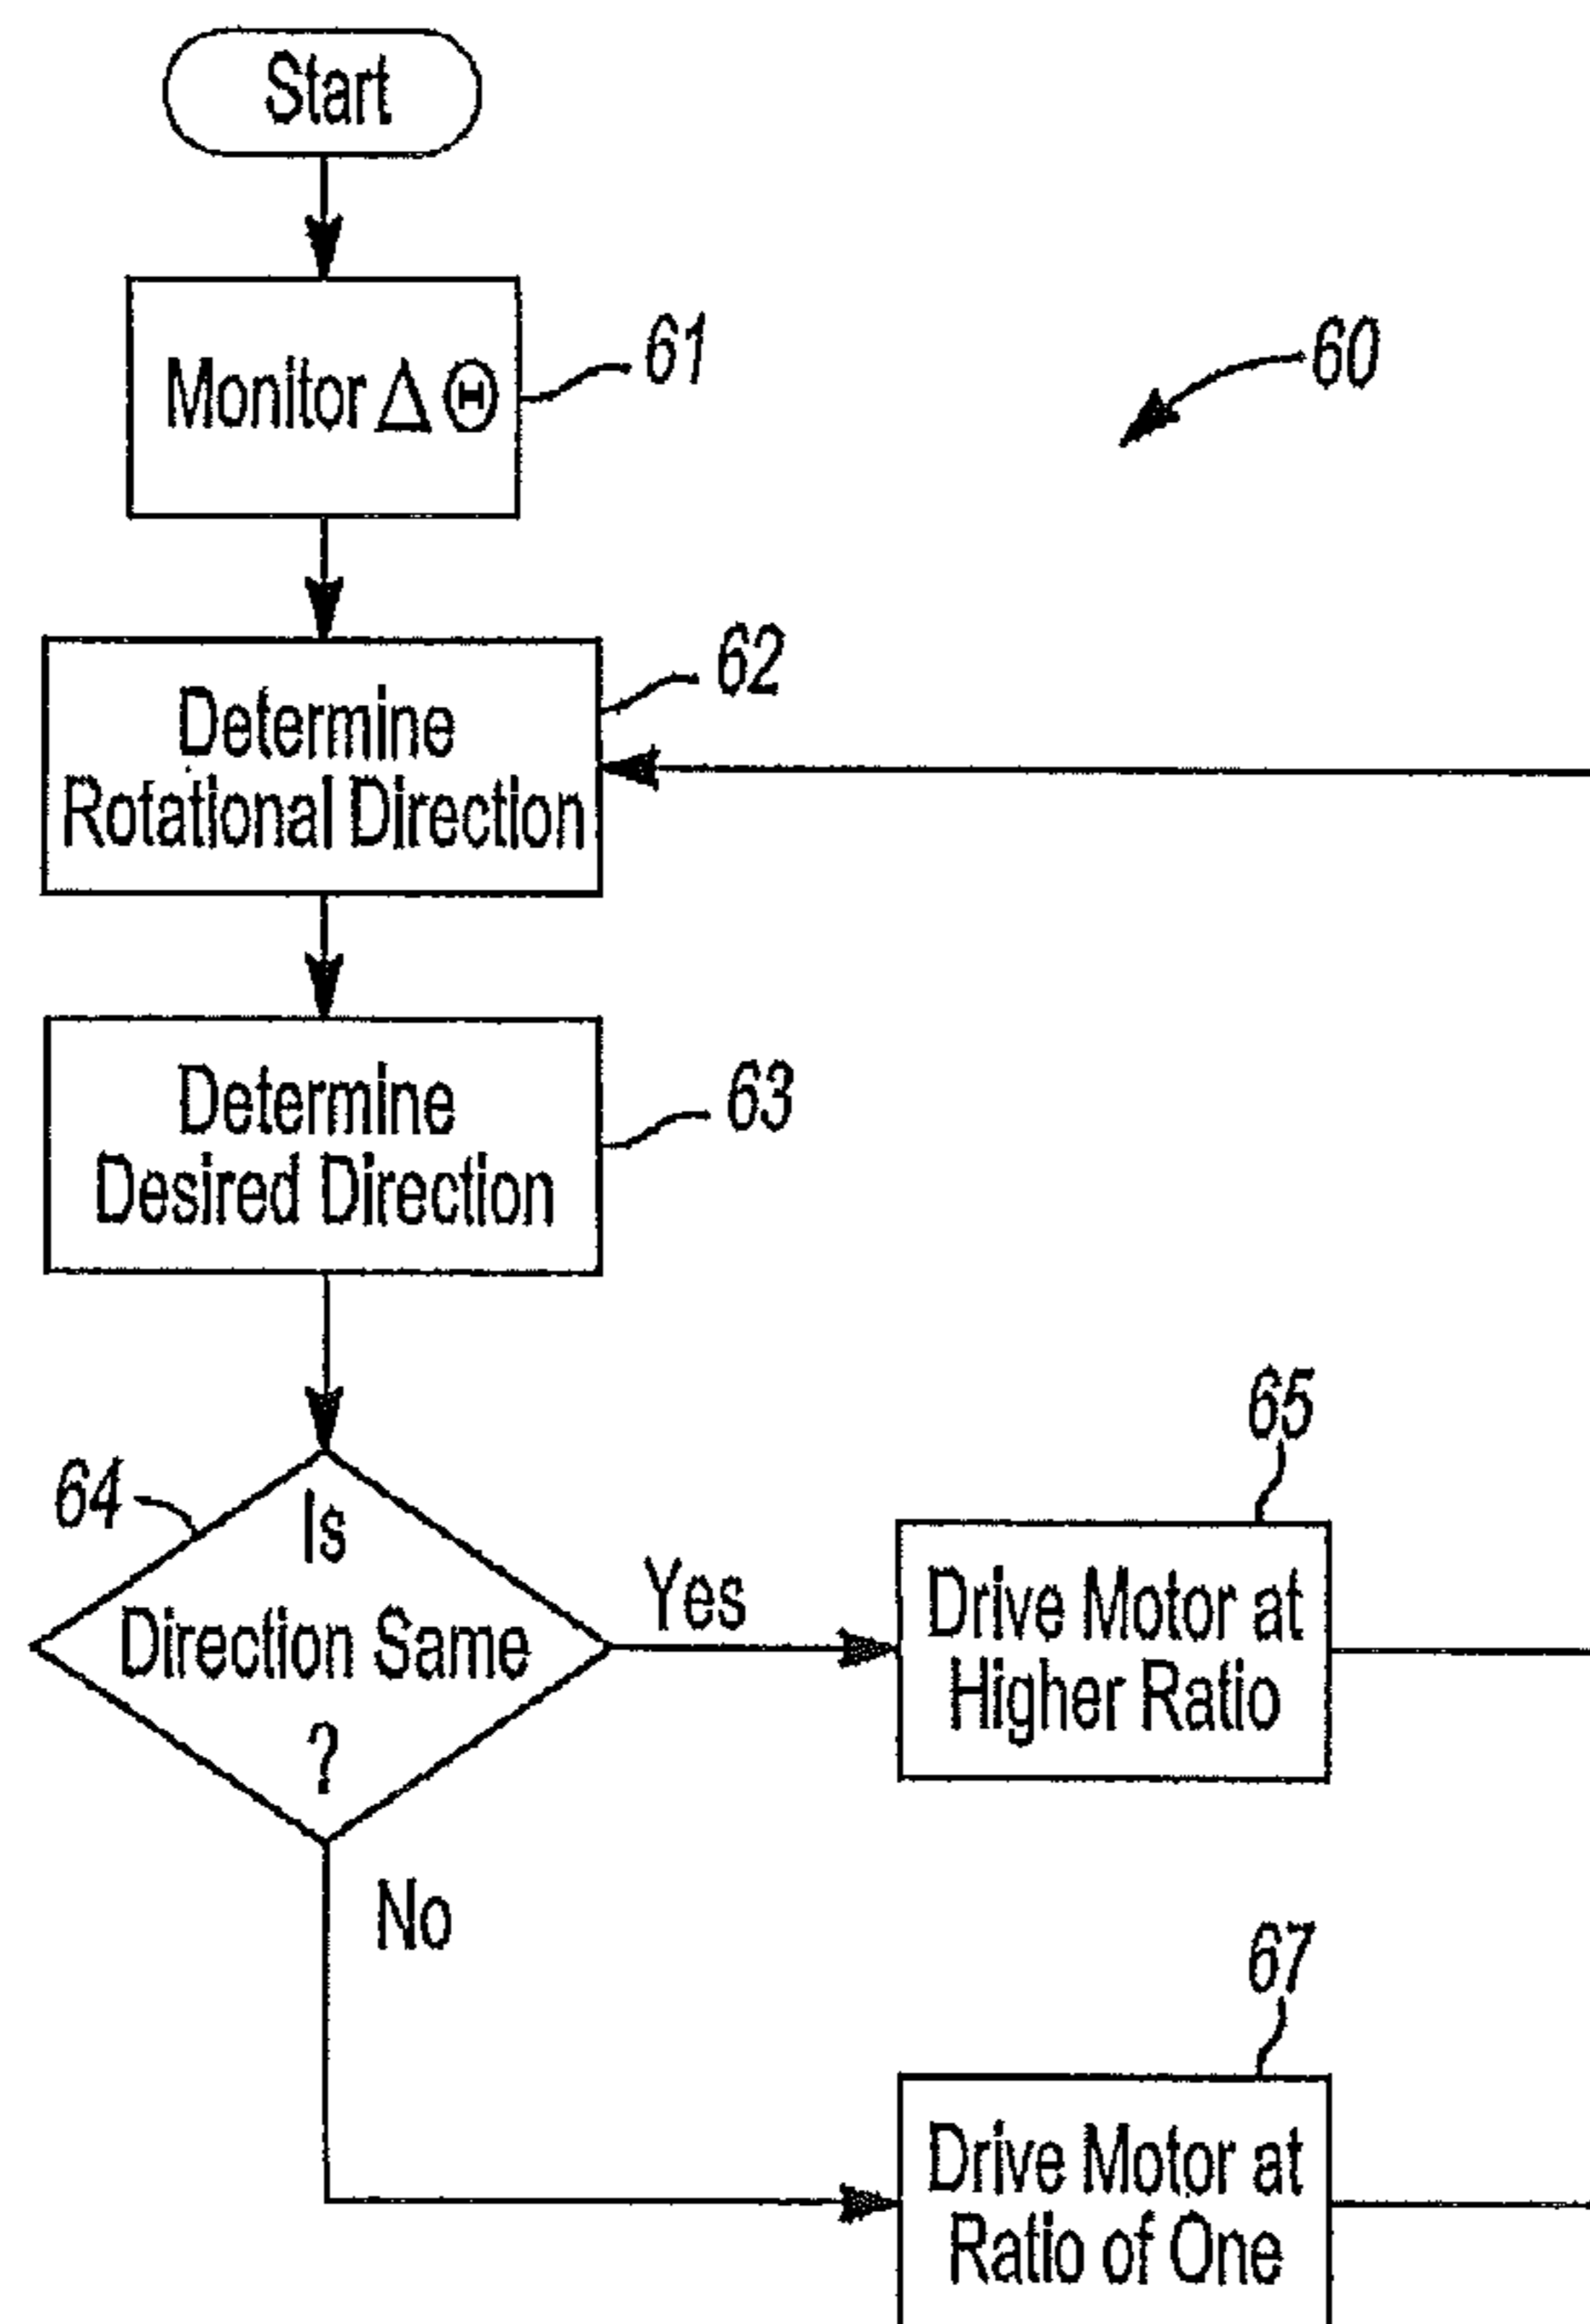 Start
Monitor ΔΘ
61
60
Determine
Rotational Direction
62
Determine
Desired Direction
63
64
Is
Direction Same
?
Yes
No
65
Drive Motor at
Higher Ratio
67
Drive Motor at
Ratio of One